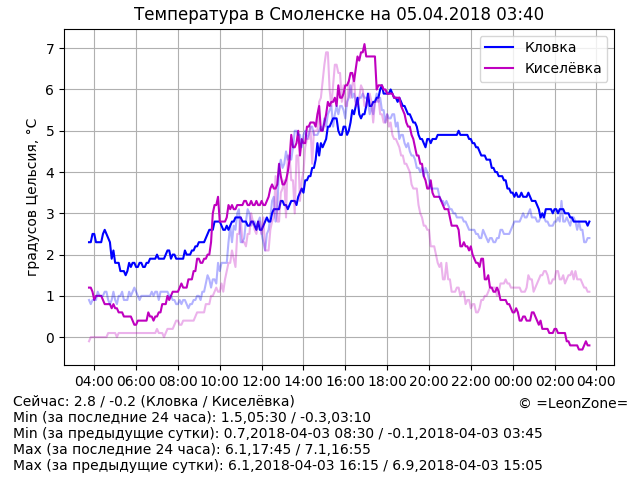 Температура в Смоленске на 05.04.2018 03:40
Кловка
Киселёвка
градусов Цельсия, °C
7
6
5
4
3
2
1
0
04:00 06:00 08:00 10:00 12:00 14:00 16:00 18:00 20:00 22:00 00:00 02:00 04:00
Сейчас: 2.8 / -0.2 (Кловка / Киселёвка)
© =LeonZone=
Min (за последние 24 часа): 1.5,05:30 / -0.3,03:10
Min (за предыдущие сутки): 0.7,2018-04-03 08:30 / -0.1,2018-04-03 03:45
Max (за последние 24 часа): 6.1,17:45 / 7.1,16:55
Max (за предыдущие сутки): 6.1,2018-04-03 16:15 / 6.9,2018-04-03 15:05